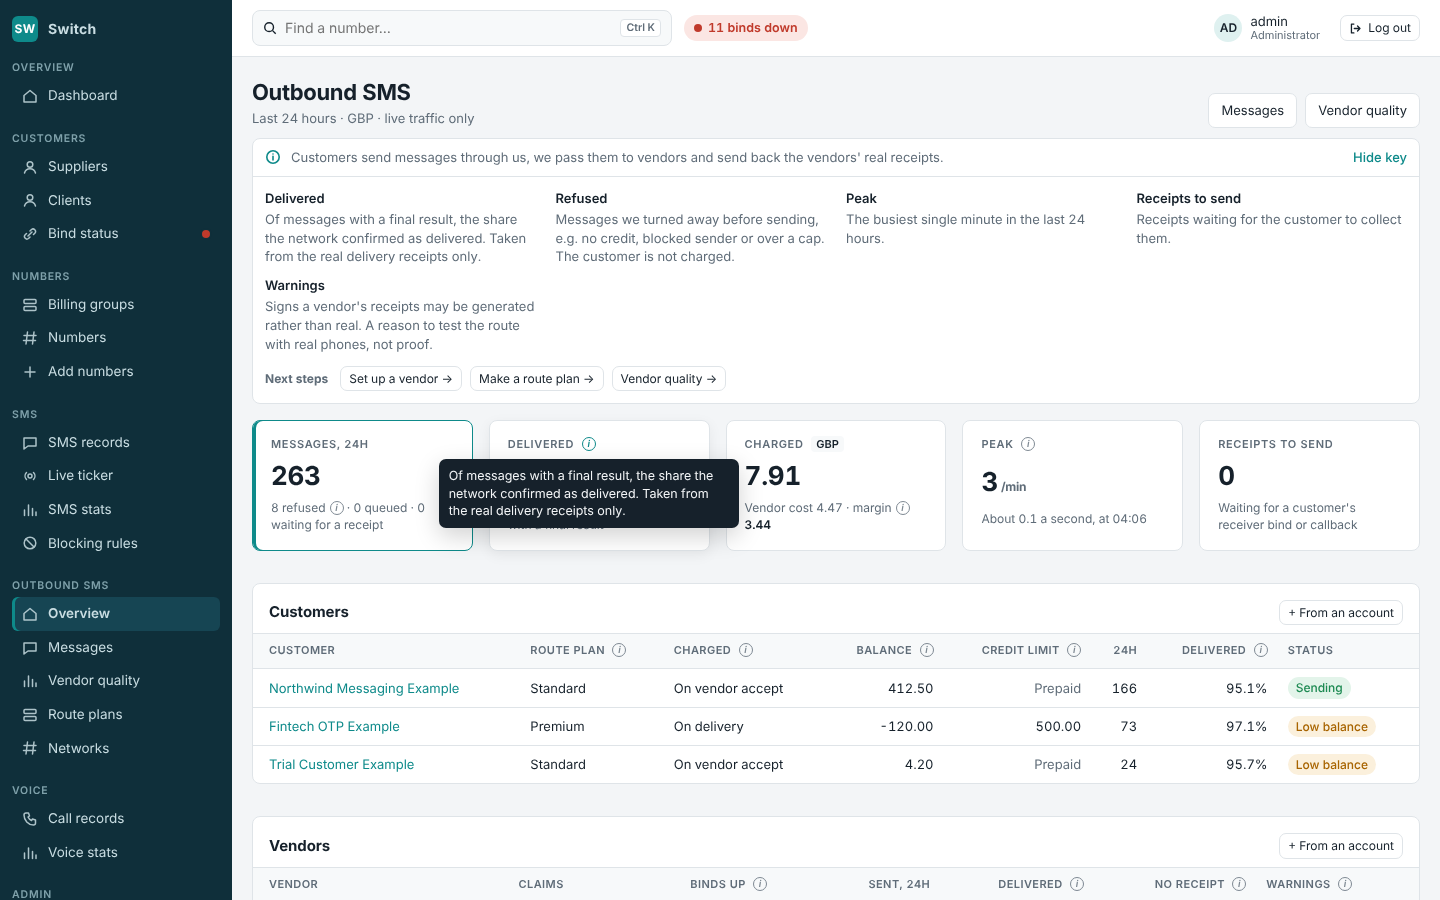 SW Switch
OVERVIEW
Dashboard
CUSTOMERS
Suppliers
Clients
Bind status
NUMBERS
Billing groups
Numbers
Add numbers
SMS
SMS records
Live ticker
SMS stats
Blocking rules
OUTBOUND SMS
Overview
Messages
Vendor quality
Route plans
Networks
VOICE
Call records
Voice stats
ADMIN
Find a number... Ctrl K 11 binds down
AD admin
Administrator
Log out
Outbound SMS
Last 24 hours · GBP · live traffic only
Messages Vendor quality
Customers send messages through us, we pass them to vendors and send back the vendors' real receipts. Hide key
Delivered
Of messages with a final result, the share
the network confirmed as delivered. Taken
from the real delivery receipts only.
Refused
Messages we turned away before sending,
e.g. no credit, blocked sender or over a cap.
The customer is not charged.
Peak
The busiest single minute in the last 24
hours.
Receipts to send
Receipts waiting for the customer to collect
them.
Warnings
Signs a vendor's receipts may be generated
rather than real. A reason to test the route
with real phones, not proof.
Next steps Set up a vendor → Make a route plan → Vendor quality →
MESSAGES, 24H
263
8 refused i · 0 queued · 0
waiting for a receipt
DELIVERED i
Of messages with a final result, the share the
network confirmed as delivered. Taken from
the real delivery receipts only.
CHARGED GBP
7.91
Vendor cost 4.47 · margin i
3.44
PEAK i
3 /min
About 0.1 a second, at 04:06
RECEIPTS TO SEND
0
Waiting for a customer's
receiver bind or callback
Customers + From an account
CUSTOMER ROUTE PLAN i CHARGED i BALANCE i CREDIT LIMIT i 24H DELIVERED i STATUS
Northwind Messaging Example Standard On vendor accept 412.50 Prepaid 166 95.1% Sending
Fintech OTP Example Premium On delivery -120.00 500.00 73 97.1% Low balance
Trial Customer Example Standard On vendor accept 4.20 Prepaid 24 95.7% Low balance
Vendors + From an account
VENDOR CLAIMS BINDS UP i SENT, 24H DELIVERED i NO RECEIPT i WARNINGS i